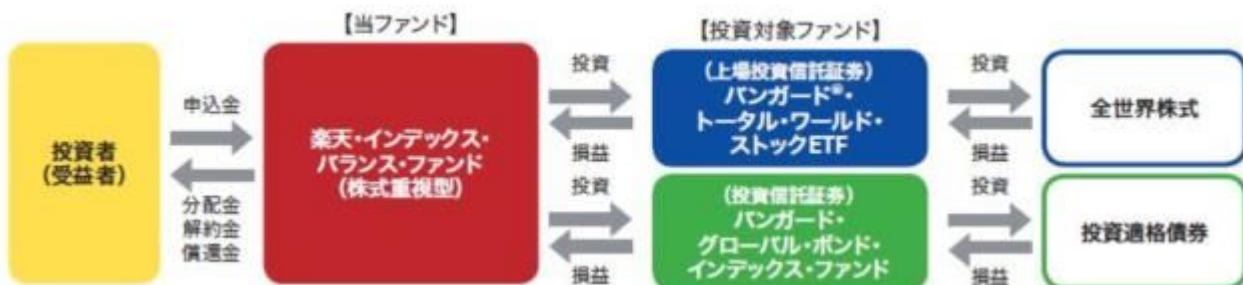 【当ファンド】
【投資対象ファンド】
投資者
(受益者)
申込金
分配金
解約金
償還金
楽天・インデックス・
バランス・ファンド
(株式重視型)
投資
損益
投資
損益
(上場投資信託証券)
バンガード®・
トータル・ワールド・
ストックETF
(投資信託証券)
バンガード・
グローバル・ボンド・
インデックス・ファンド
投資
損益
投資
損益
全世界株式
投資適格債券